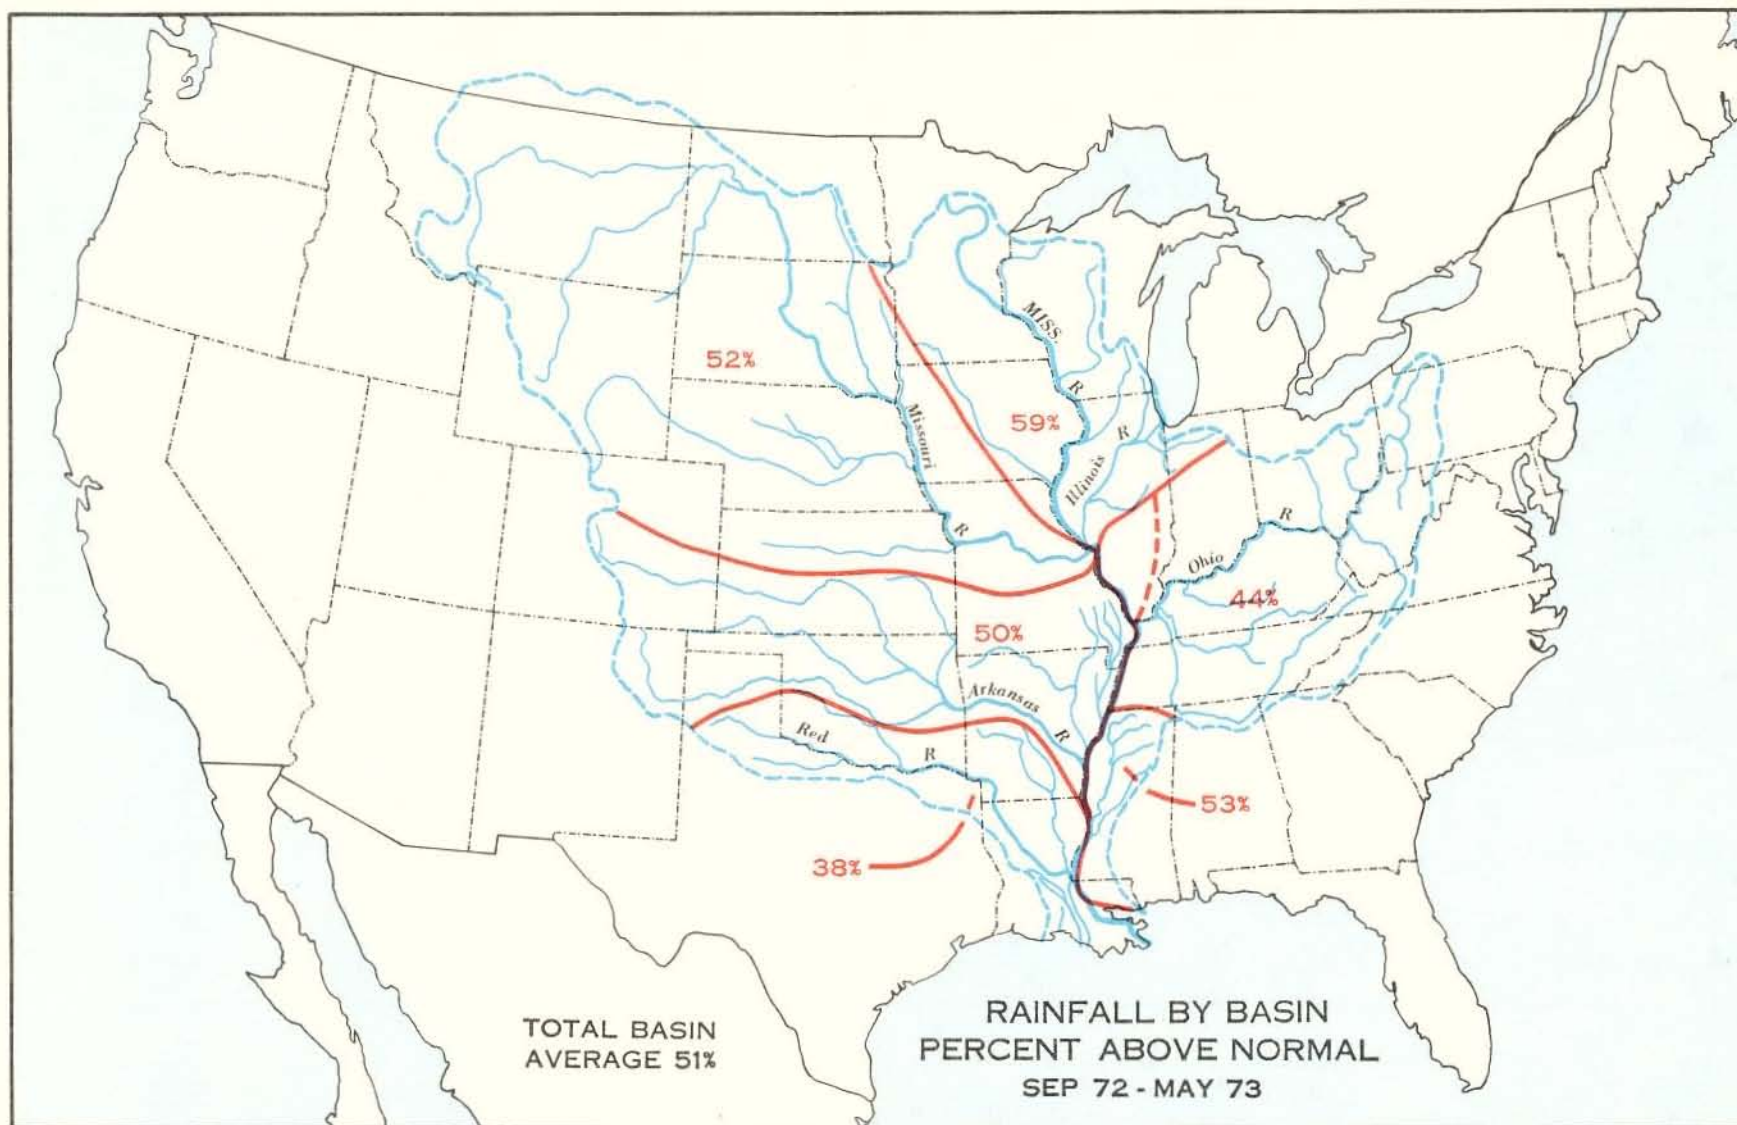 52%
MISS.
R
59%
Missouri
R
Illinois
R
Ohio
R
44%
50%
Arkansas
R
Red
R
53%
38%
TOTAL BASIN
AVERAGE 51%
RAINFALL BY BASIN
PERCENT ABOVE NORMAL
SEP 72 - MAY 73